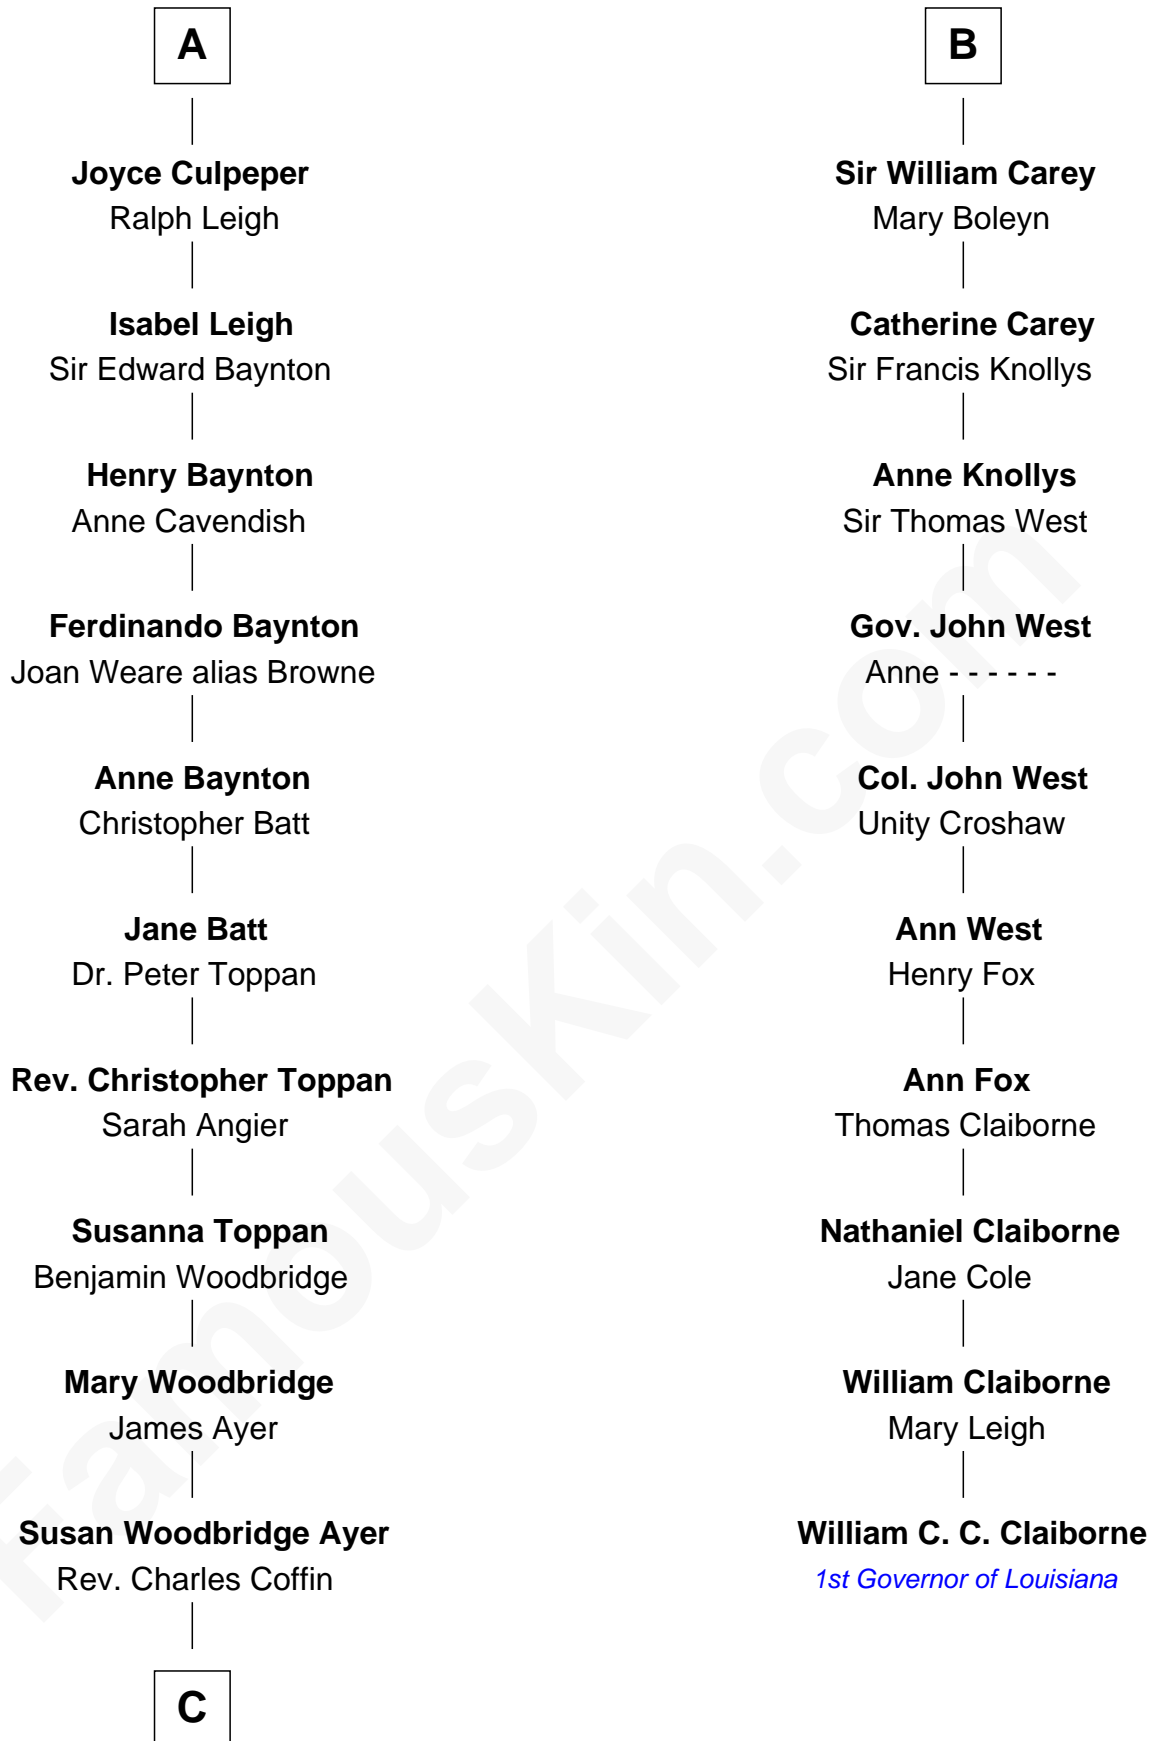 A
Joyce Culpeper
Ralph Leigh
Isabel Leigh
Sir Edward Baynton
Henry Baynton
Anne Cavendish
Ferdinando Baynton
Joan Weare alias Browne
Anne Baynton
Christopher Batt
Jane Batt
Dr. Peter Toppan
Rev. Christopher Toppan
Sarah Angier
Susanna Toppan
Benjamin Woodbridge
Mary Woodbridge
James Ayer
Susan Woodbridge Ayer
Rev. Charles Coffin
C
B
Sir William Carey
Mary Boleyn
Catherine Carey
Sir Francis Knollys
Anne Knollys
Sir Thomas West
Gov. John West
Anne - - - - - -
Col. John West
Unity Croshaw
Ann West
Henry Fox
Ann Fox
Thomas Claiborne
Nathaniel Claiborne
Jane Cole
William Claiborne
Mary Leigh
William C. C. Claiborne
1st Governor of Louisiana
FamousKin.com